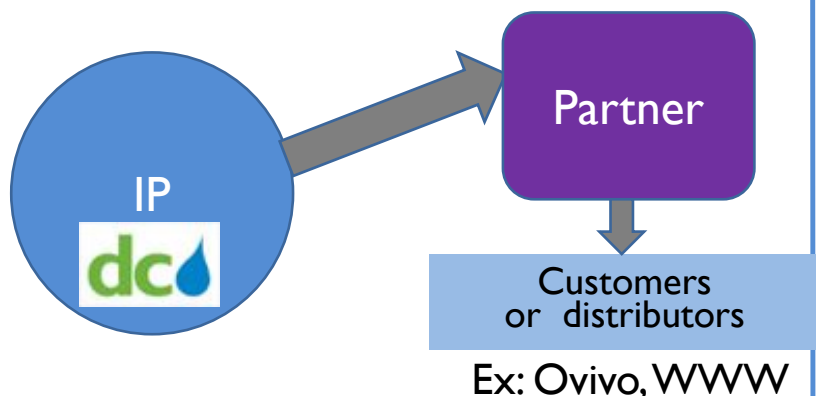 IP
dc
Partner
Customers
or distributors
Ex: Ovivo, WWW